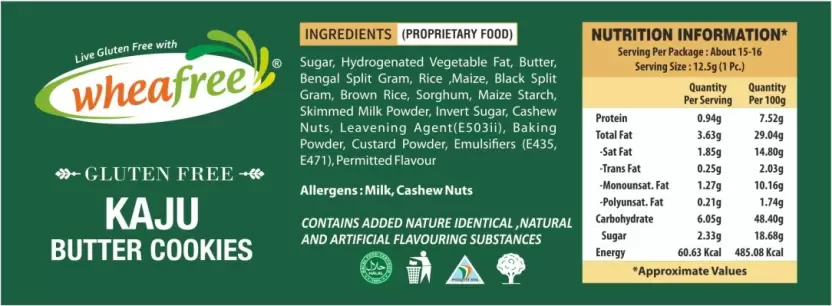 Live Gluten Free with
wheafree®
GLUTEN FREE
KAJU
BUTTER COOKIES
INGREDIENTS (PROPRIETARY FOOD)
Sugar, Hydrogenated Vegetable Fat, Butter,
Bengal Split Gram, Rice ,Maize, Black Split
Gram, Brown Rice, Sorghum, Maize Starch,
Skimmed Milk Powder, Invert Sugar, Cashew
Nuts, Leavening Agent(E503ii), Baking
Powder, Custard Powder, Emulsifiers (E435,
E471), Permitted Flavour
Allergens : Milk, Cashew Nuts
CONTAINS ADDED NATURE IDENTICAL ,NATURAL
AND ARTIFICIAL FLAVOURING SUBSTANCES
HALAL
NUTRITION INFORMATION*
Serving Per Package : About 15-16
Serving Size : 12.5g (1 Pc.)
Quantity Per Serving Quantity Per 100g
Protein 0.94g 7.52g
Total Fat 3.63g 29.04g
-Sat Fat 1.85g 14.80g
-Trans Fat 0.25g 2.03g
-Monounsat. Fat 1.27g 10.16g
-Polyunsat. Fat 0.21g 1.74g
Carbohydrate 6.05g 48.40g
Sugar 2.33g 18.68g
Energy 60.63 Kcal 485.08 Kcal
*Approximate Values